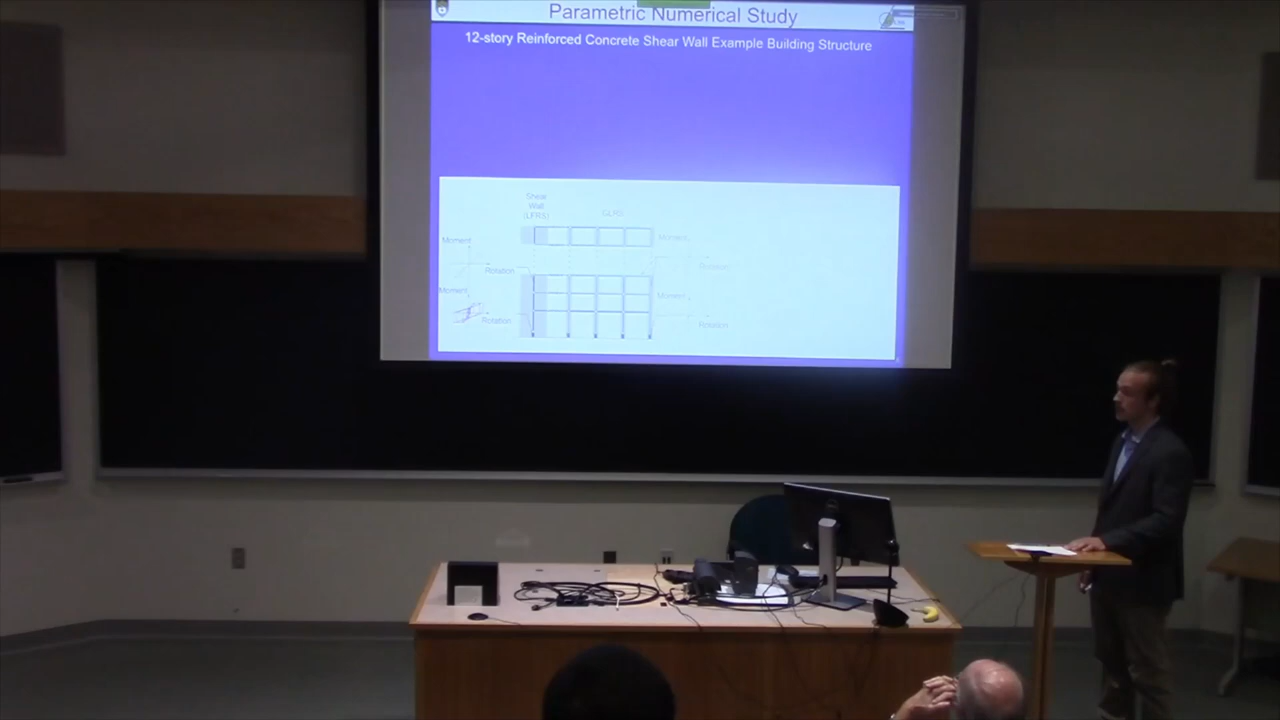 Parametric Numerical Study
12-story Reinforced Concrete Shear Wall Example Building Structure
Shear
Wall
(LFRS)
GLRS
Moment
Moment
Rotation
Rotation
Moment
Moment
Rotation
Rotation